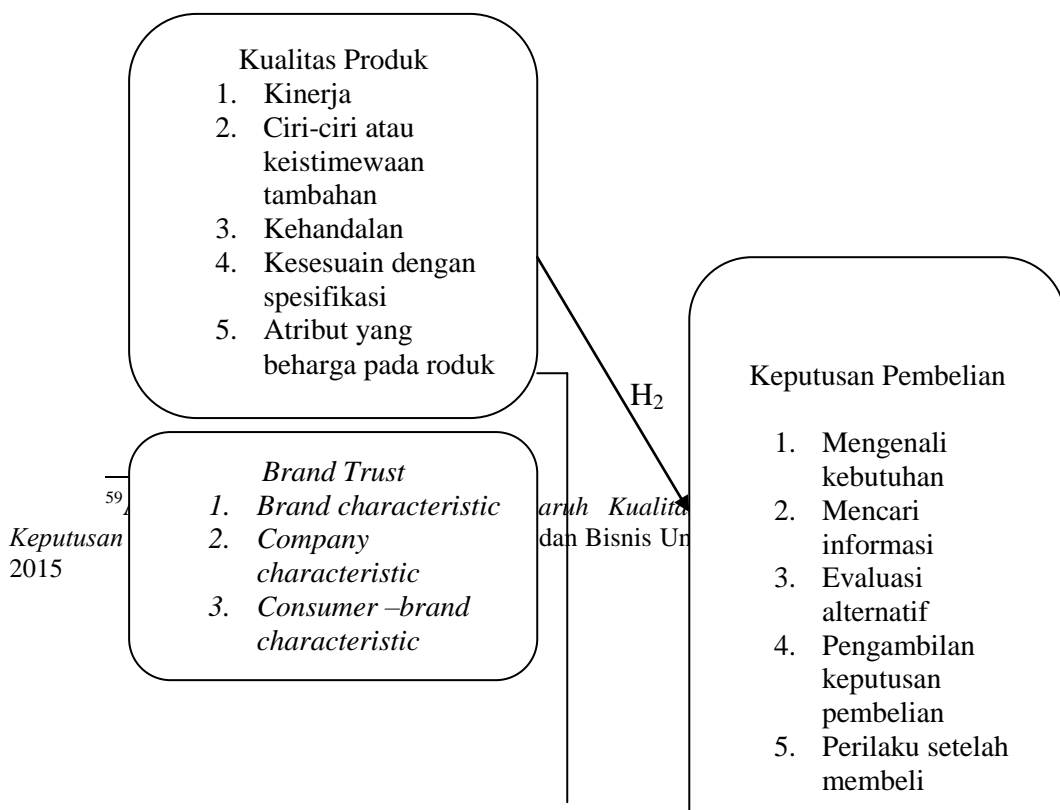 Kualitas Produk
1. Kinerja
2. Ciri-ciri atau
keistimewaan
tambahan
3. Kehandalan
4. Kesesuain dengan
spesifikasi
5. Atribut yang
beharga pada roduk
H₂
Brand Trust
1. Brand characteristic
2. Company
characteristic
3. Consumer –brand
characteristic
Keputusan Pembelian
1. Mengenali
kebutuhan
2. Mencari
informasi
3. Evaluasi
alternatif
4. Pengambilan
keputusan
pembelian
5. Perilaku setelah
membeli
59
Keputusan dan Bisnis
2015